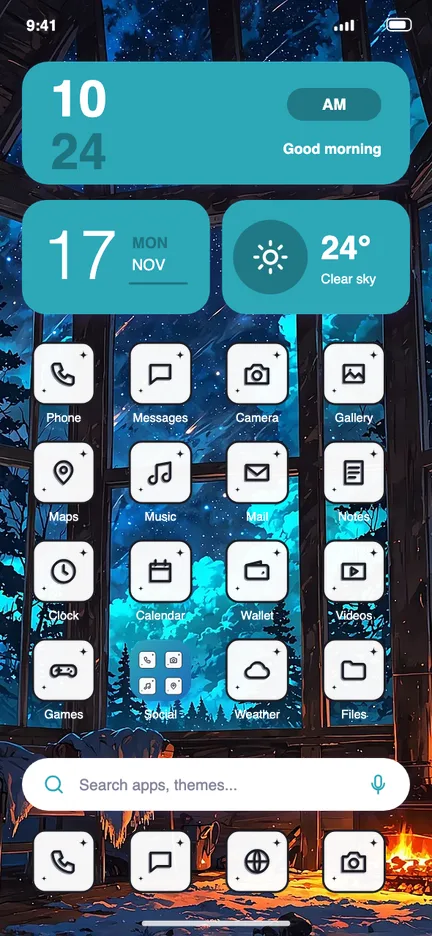 9:41
10
24
AM
Good morning
17
MON
NOV
24°
Clear sky
Phone
Messages
Camera
Gallery
Maps
Music
Mail
Notes
Clock
Calendar
Wallet
Videos
Games
Social
Weather
Files
Search apps, themes...